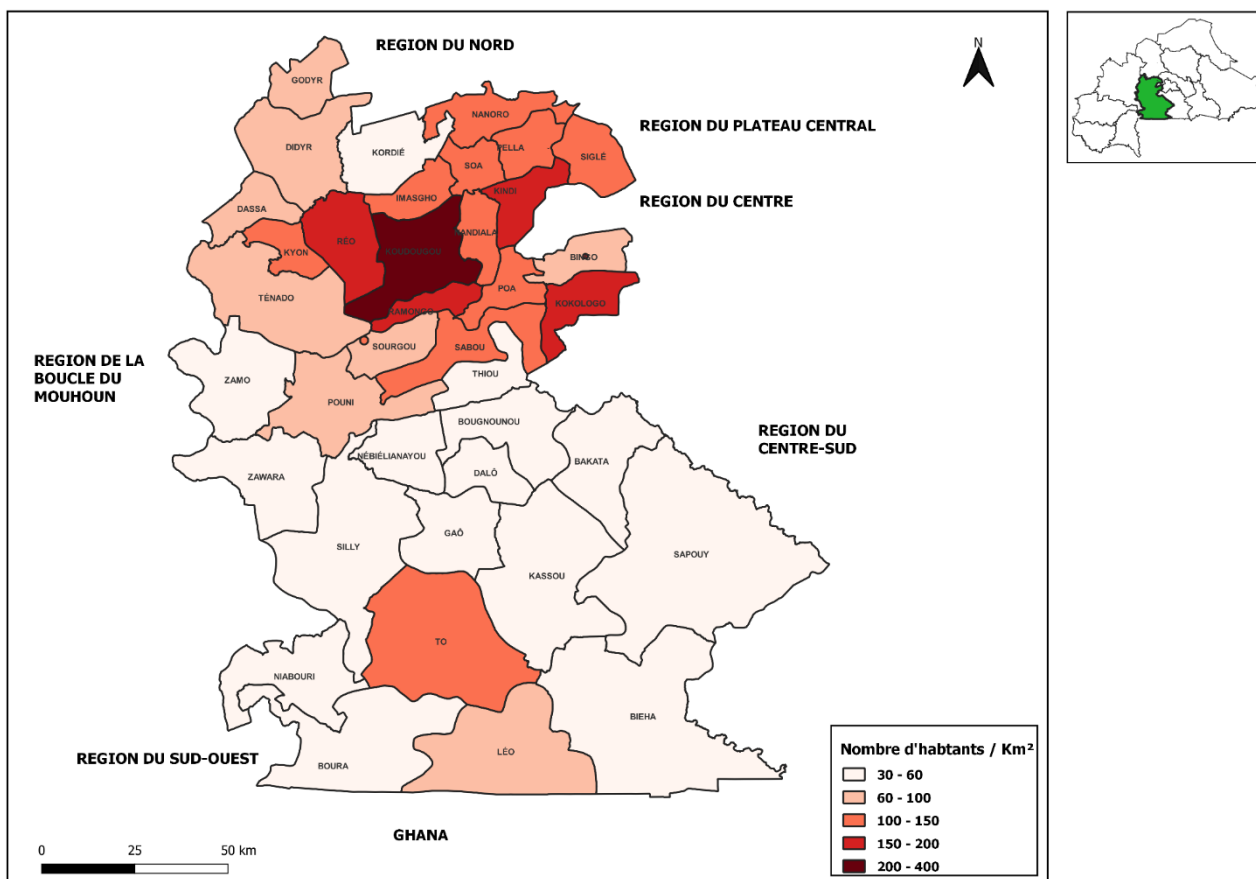 REGION DU NORD
N
GODYR
NANORO
REGION DU PLATEAU CENTRAL
DIDYR
KORDIÉ
PELLA
SIGLÉ
SOA
KINDI
IMASGHO
REGION DU CENTRE
DASSA
RÉO
NANDIALA
KOUDOUGOU
KYON
BINGO
TÉNADO
POA
KOKOLOGO
RAMONGO
SOURGOU
SABOU
REGION DE LA
BOUCLE DU
MOUHOUN
ZAMO
THIOU
POUNI
BOUGNOUNOU
REGION DU
CENTRE-SUD
NÉBIÉLIANAYOU
BAKATA
ZAWARA
DALÔ
GAÔ
SILLY
SAPOUY
KASSOU
TO
NIABOURI
BIEHA
REGION DU SUD-OUEST
LÉO
BOURA
GHANA
0 25 50 km
Nombre d'habtants / Km²
30 - 60
60 - 100
100 - 150
150 - 200
200 - 400